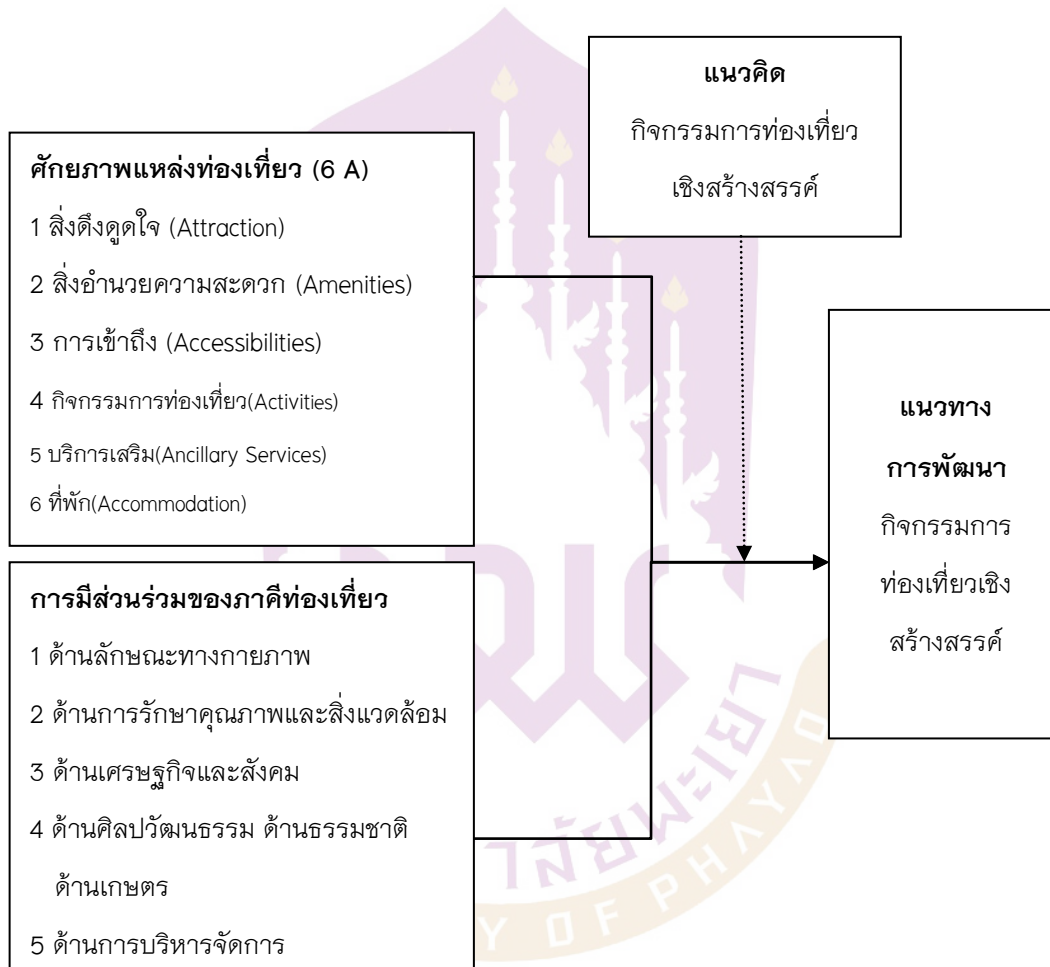 แนวคิด
กิจกรรมการท่องเที่ยว
เชิงสร้างสรรค์
ศักยภาพแหล่งท่องเที่ยว (6 A)
1 สิ่งดึงดูดใจ (Attraction)
2 สิ่งอำนวยความสะดวก (Amenities)
3 การเข้าถึง (Accessibilities)
4 กิจกรรมการท่องเที่ยว(Activities)
5 บริการเสริม(Ancillary Services)
6 ที่พัก(Accommodation)
การมีส่วนร่วมของภาคีท่องเที่ยว
1 ด้านลักษณะทางกายภาพ
2 ด้านการรักษาคุณภาพและสิ่งแวดล้อม
3 ด้านเศรษฐกิจและสังคม
4 ด้านศิลปวัฒนธรรม ด้านธรรมชาติ
ด้านเกษตร
5 ด้านการบริหารจัดการ
แนวทาง
การพัฒนา
กิจกรรมการ
ท่องเที่ยวเชิง
สร้างสรรค์
าลัยพะเยา
Y OF PHAYAO